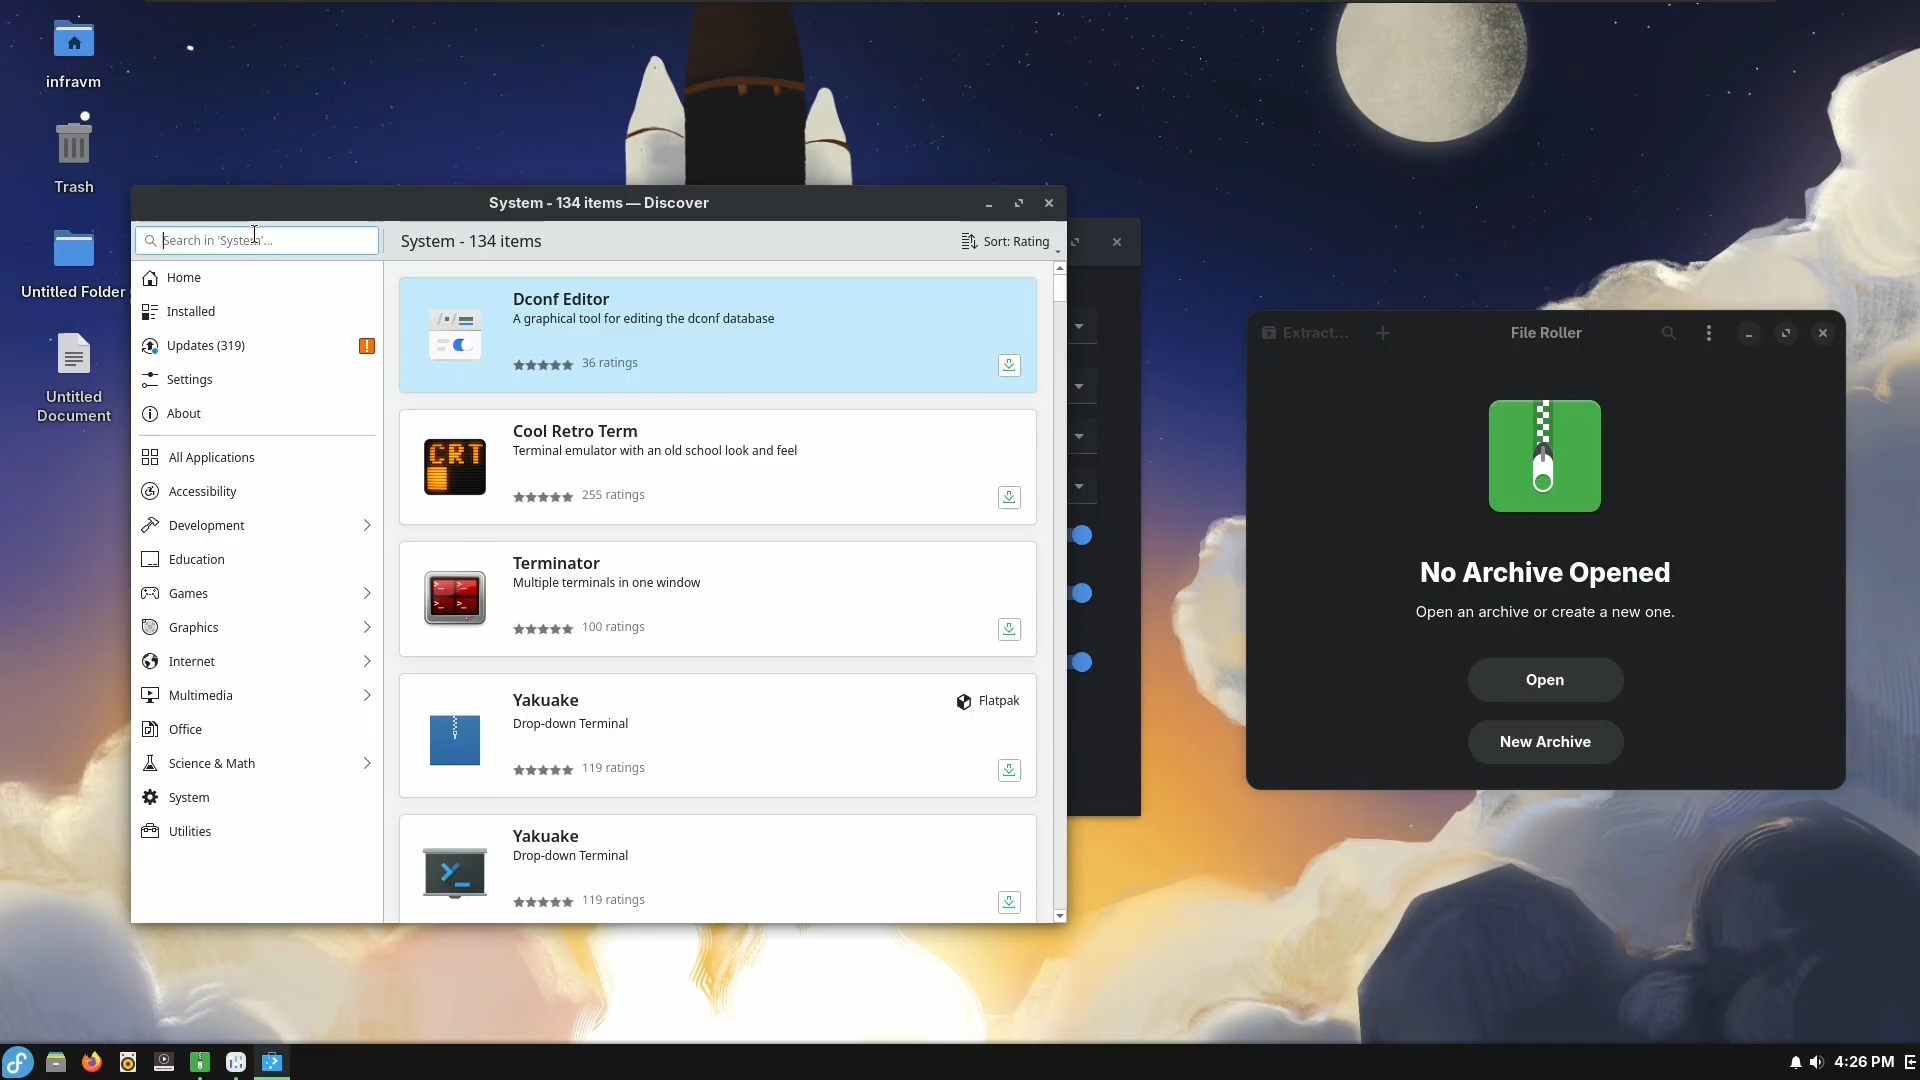 infravm
Trash
Untitled Folder
Untitled
Document
System - 134 items — Discover
Search in 'System'...
System - 134 items
Sort: Rating
Home
Installed
Updates (319)
Settings
About
All Applications
Accessibility
Development
Education
Games
Graphics
Internet
Multimedia
Office
Science & Math
System
Utilities
Dconf Editor
A graphical tool for editing the dconf database
36 ratings
CRT
Cool Retro Term
Terminal emulator with an old school look and feel
255 ratings
Terminator
Multiple terminals in one window
100 ratings
Yakuake
Flatpak
Drop-down Terminal
119 ratings
Yakuake
Drop-down Terminal
119 ratings
Extract...
File Roller
No Archive Opened
Open an archive or create a new one.
Open
New Archive
4:26 PM